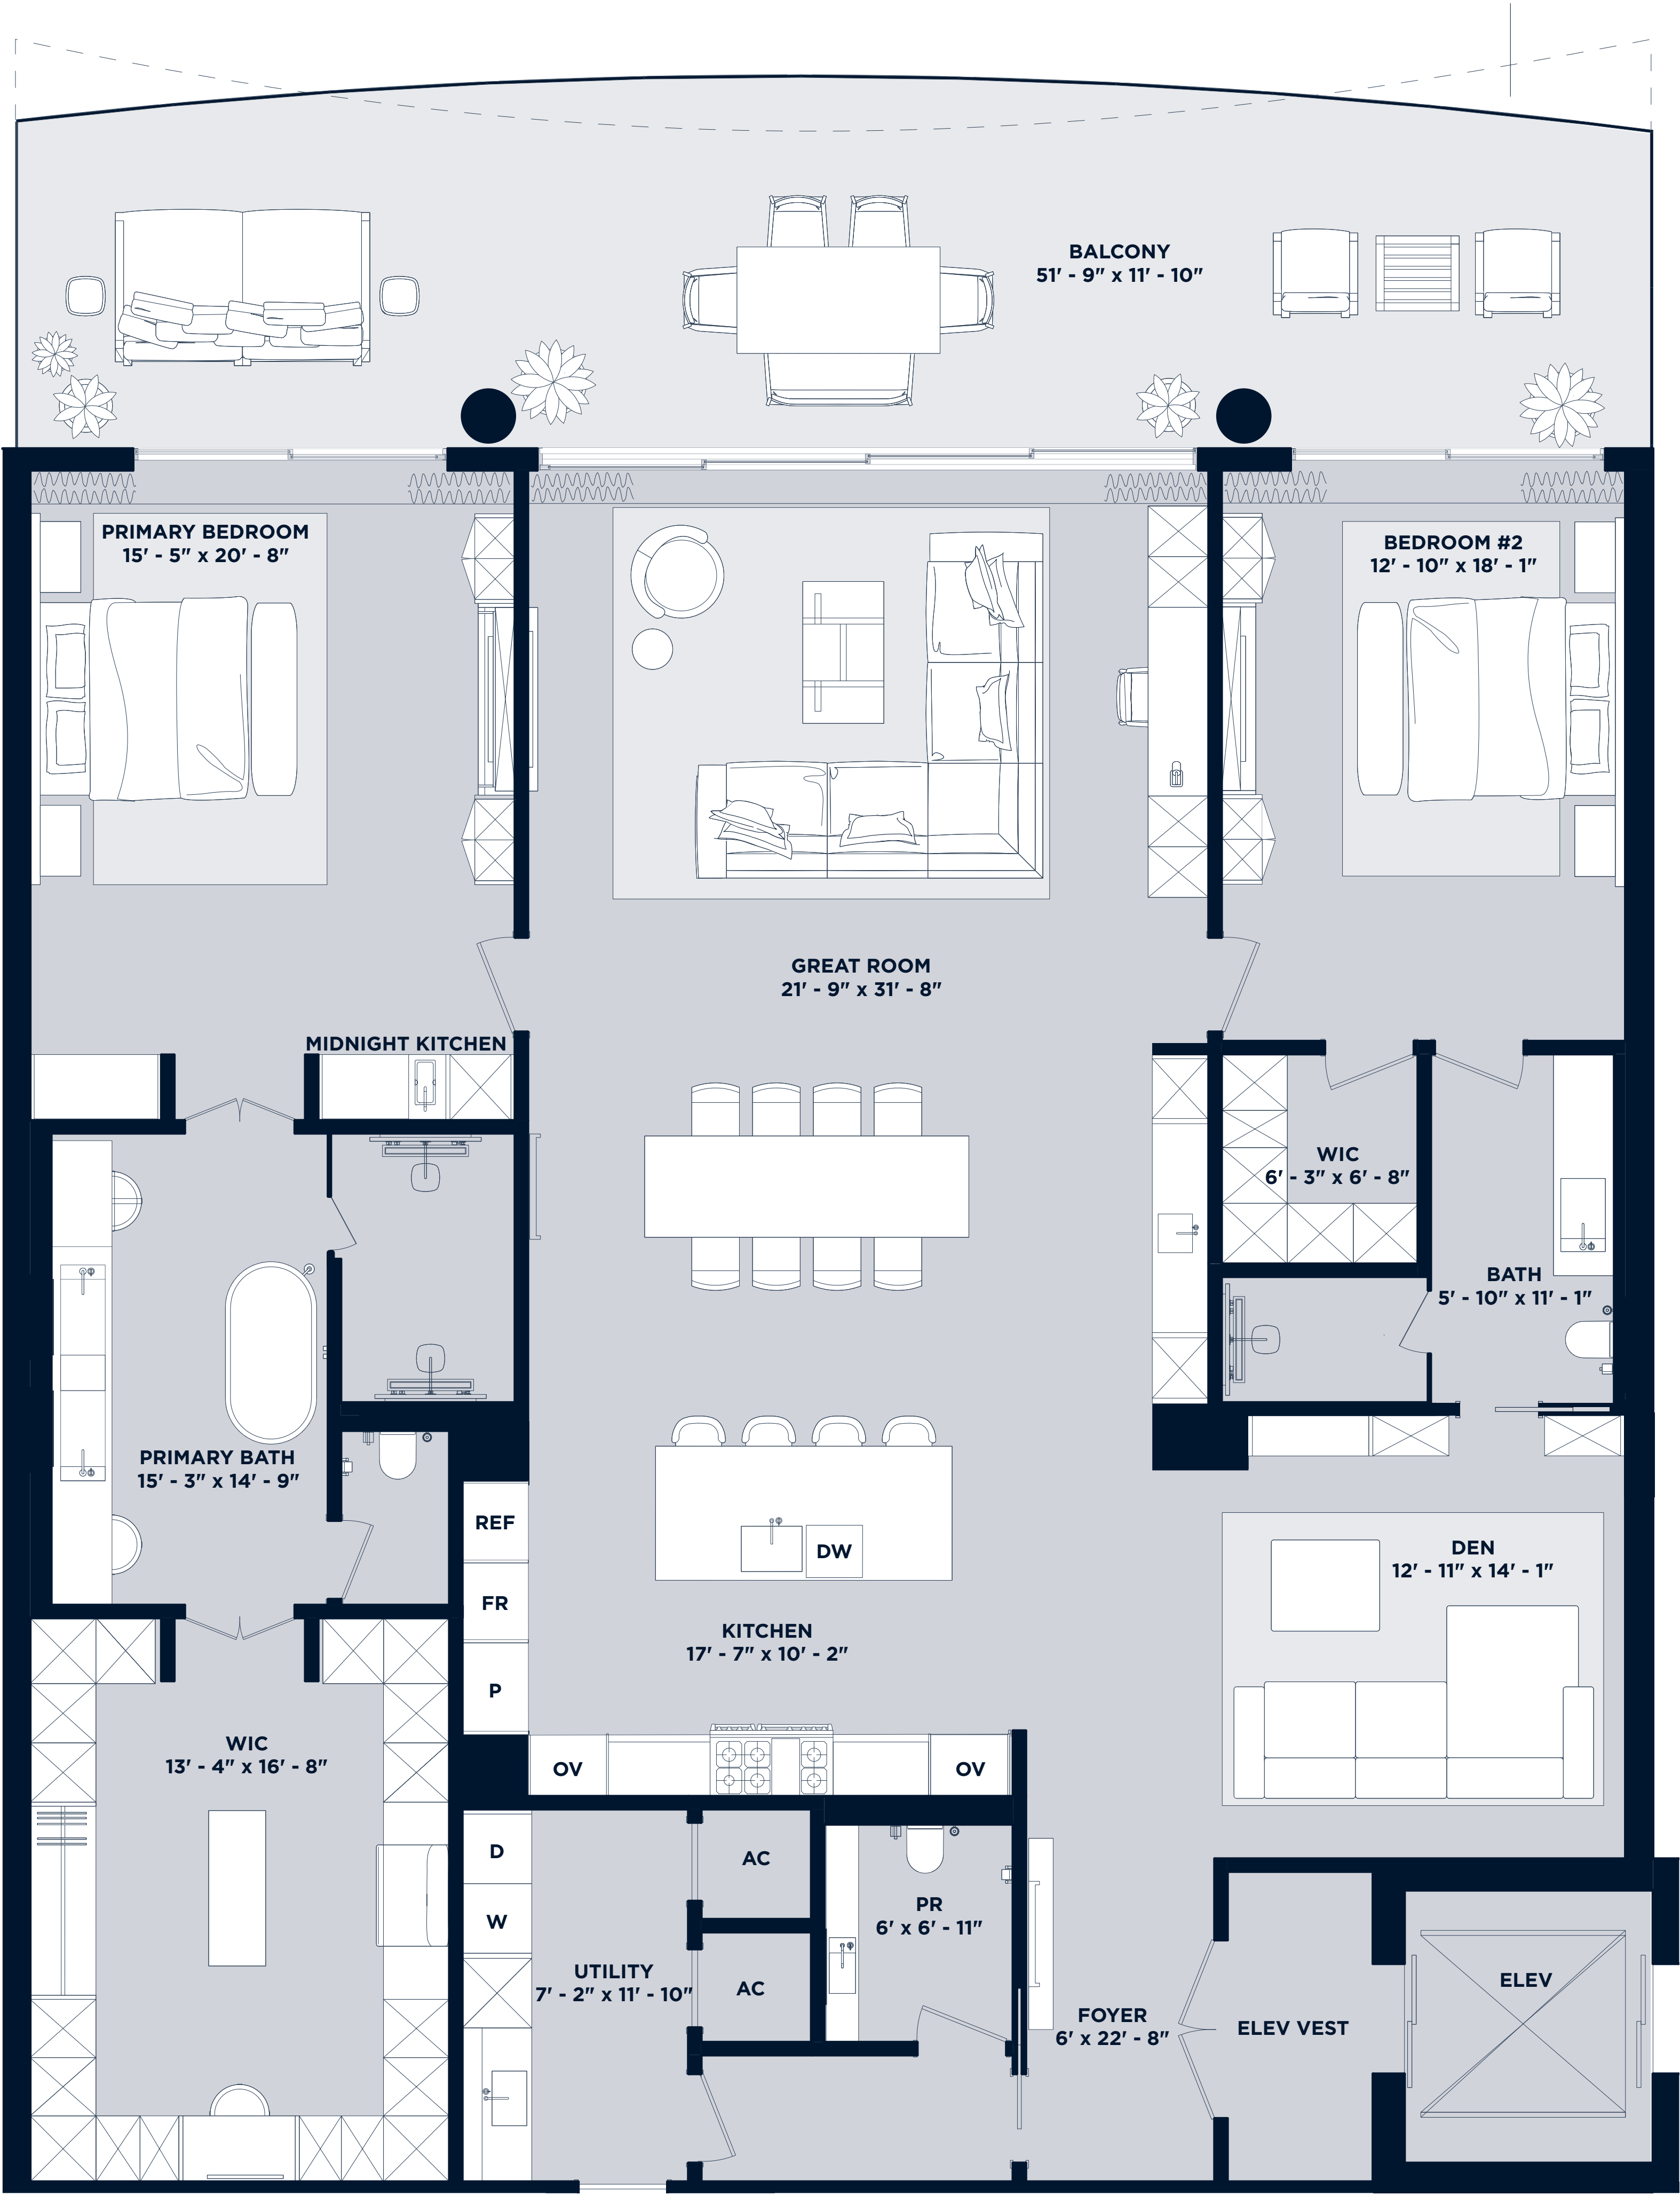 BALCONY
51' - 9" x 11' - 10"
PRIMARY BEDROOM
15' - 5" x 20' - 8"
BEDROOM #2
12' - 10" x 18' - 1"
GREAT ROOM
21' - 9" x 31' - 8"
MIDNIGHT KITCHEN
WIC
6' - 3" x 6' - 8"
BATH
5' - 10" x 11' - 1"
PRIMARY BATH
15' - 3" x 14' - 9"
REF
DW
FR
P
DEN
12' - 11" x 14' - 1"
KITCHEN
17' - 7" x 10' - 2"
WIC
13' - 4" x 16' - 8"
OV
OV
D
W
AC
PR
6' x 6' - 11"
UTILITY
7' - 2" x 11' - 10"
AC
FOYER
6' x 22' - 8"
ELEV VEST
ELEV